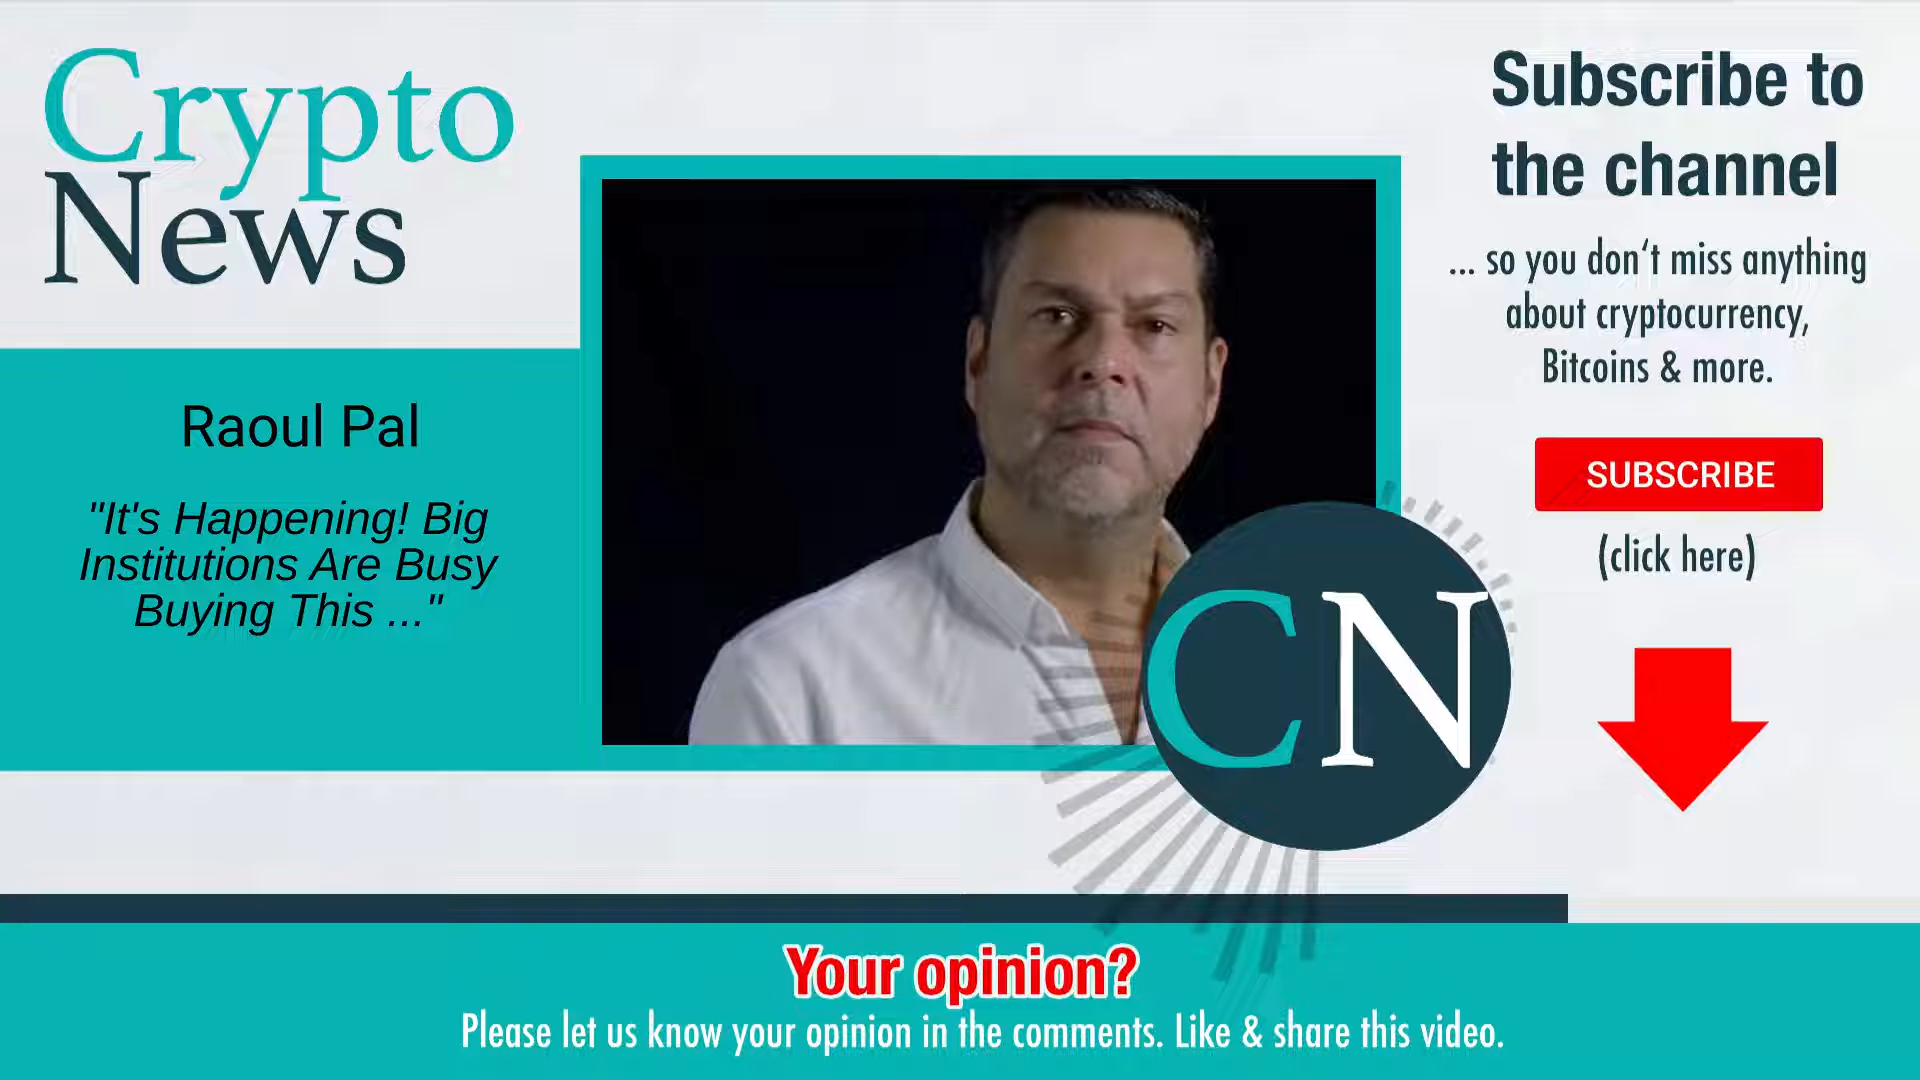 Crypto
News
Raoul Pal
"It's Happening! Big
Institutions Are Busy
Buying This ..."
CN
Subscribe to
the channel
... so you don‘t miss anything
about cryptocurrency,
Bitcoins & more.
SUBSCRIBE
(click here)
Your opinion?
Please let us know your opinion in the comments. Like & share this video.